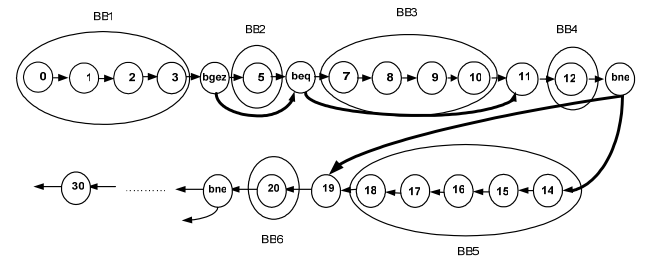 BB1
BB2
BB3
BB4
0 1 2 3 bgez 5 beq 7 8 9 10 11 12 bne
30 ........... bne 20 19 18 17 16 15 14
BB6
BB5